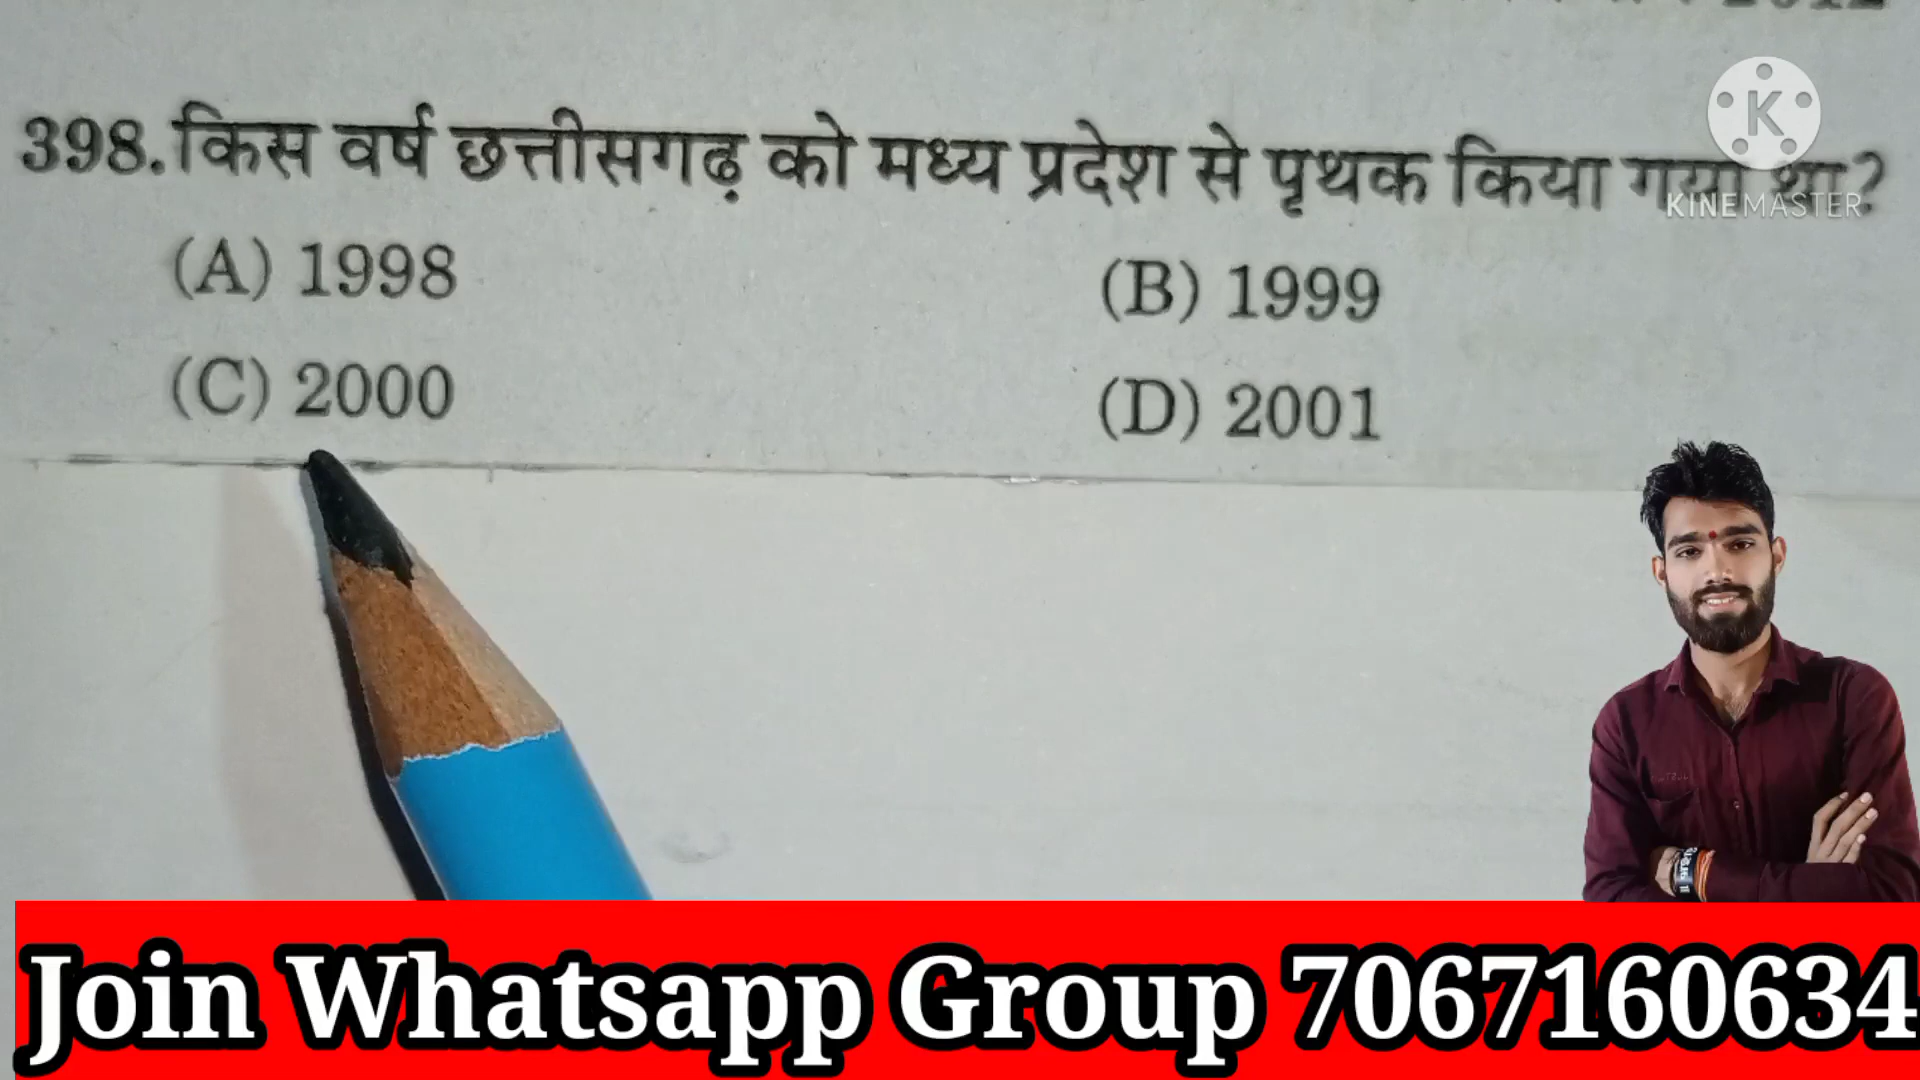 398. किस वर्ष छत्तीसगढ़ को मध्य प्रदेश से पृथक किया गया था?
KINEMASTER
(A) 1998 (B) 1999
(C) 2000 (D) 2001
Join Whatsapp Group 7067160634